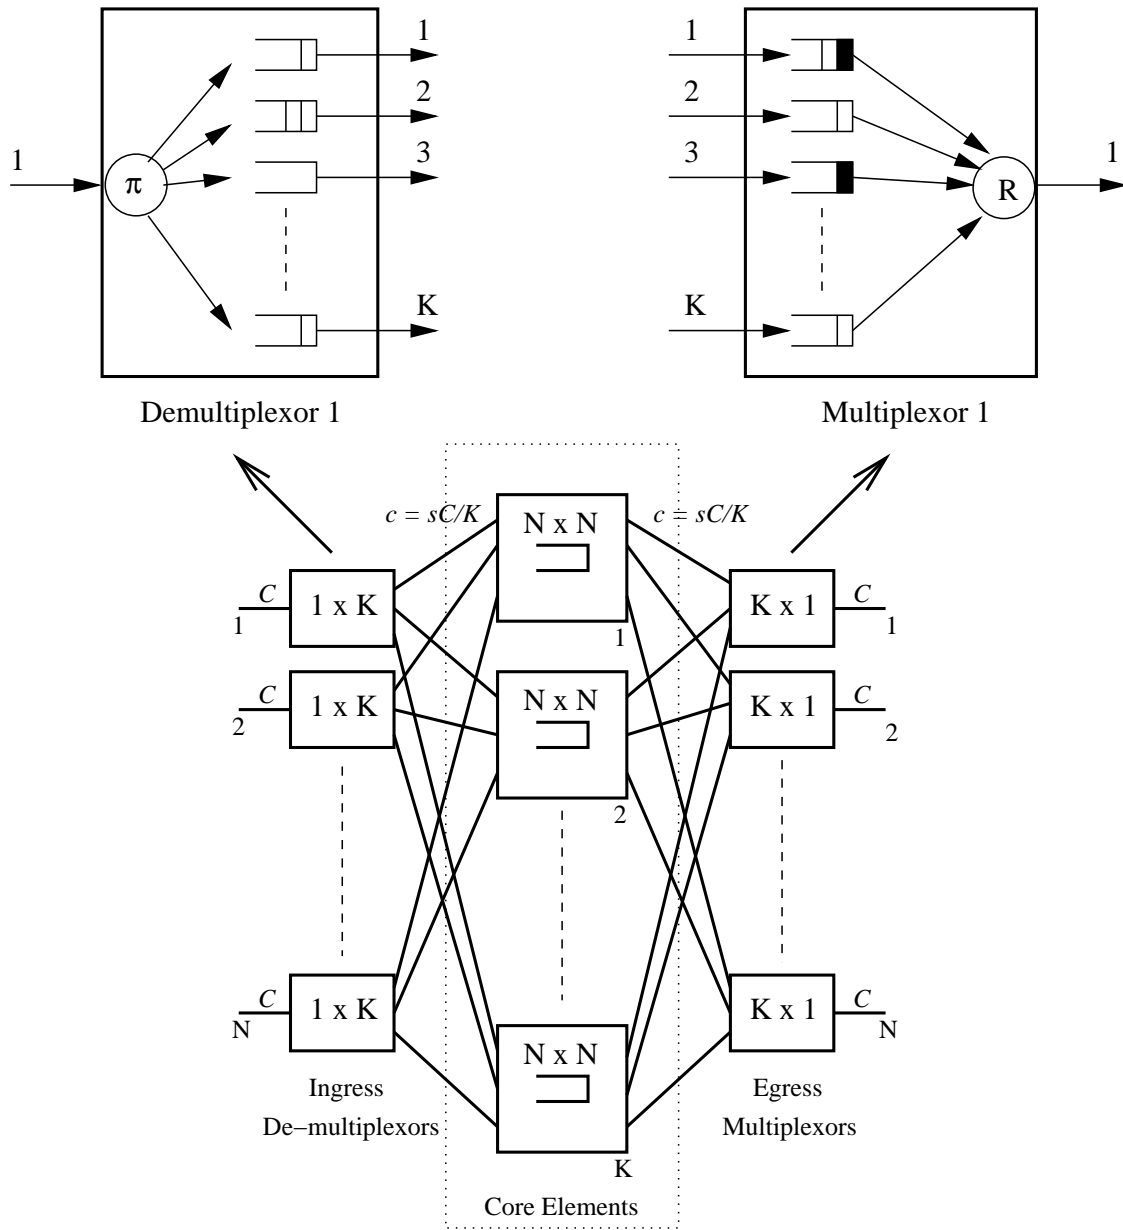 1
2
3
K
1
π
1
2
3
K
R
1
Demultiplexor 1
Multiplexor 1
c = sC/K
c = sC/K
N x N
1
C
1
1 x K
K x 1
C
1
N x N
2
C
2
1 x K
K x 1
C
2
N x N
K
C
N
1 x K
K x 1
C
N
Ingress
De-multiplexors
Egress
Multiplexors
Core Elements